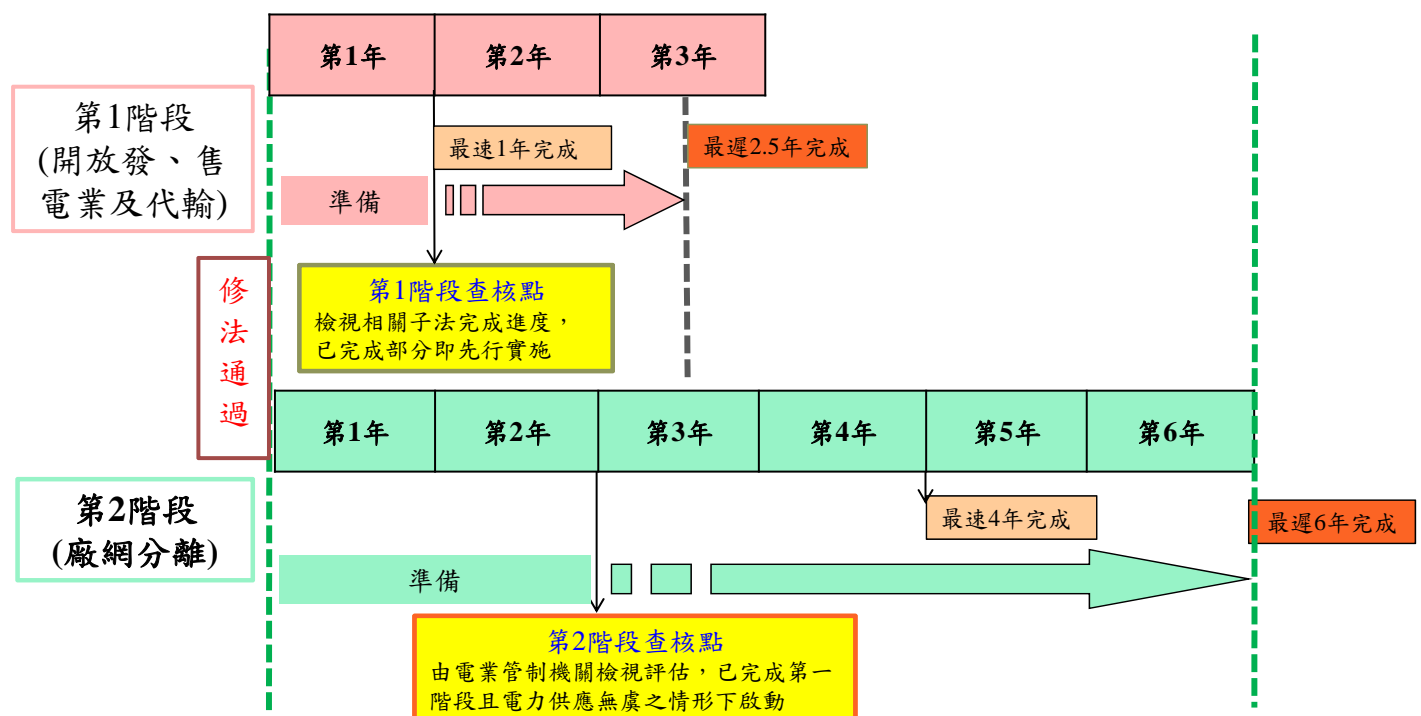 第1年
第2年
第3年
第1階段
(開放發、售
電業及代輸)
最速1年完成
最遲2.5年完成
準備
第1階段查核點
檢視相關子法完成進度，
已完成部分即先行實施
修
法
通
過
第1年
第2年
第3年
第4年
第5年
第6年
第2階段
(廠網分離)
最速4年完成
最遲6年完成
準備
第2階段查核點
由電業管制機關檢視評估，已完成第一
階段且電力供應無虞之情形下啟動